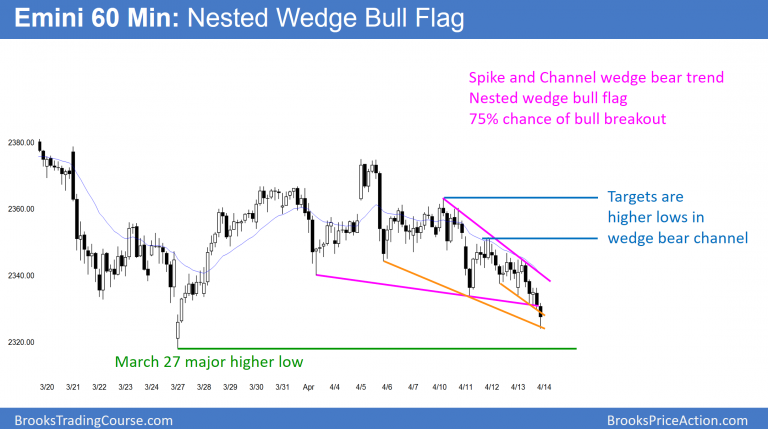 Emini 60 Min: Nested Wedge Bull Flag
Spike and Channel wedge bear trend
Nested wedge bull flag
75% chance of bull breakout
2380.00
2360.00
2340.00
2320.00
Targets are
higher lows in
wedge bear channel
March 27 major higher low
3/20 3/21 3/22 3/23 3/24 3/27 3/28 3/29 3/30 3/31 Apr 4/4 4/5 4/6 4/7 4/10 4/11 4/12 4/13 4/14
BrooksTradingCourse.com
BrooksPriceAction.com